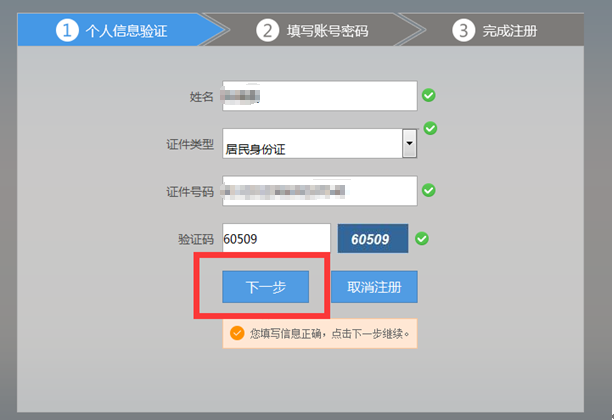 1 个人信息验证 2 填写账号密码 3 完成注册
姓名
证件类型 居民身份证
证件号码
验证码 60509 60509
下一步 取消注册
您填写信息正确，点击下一步继续。